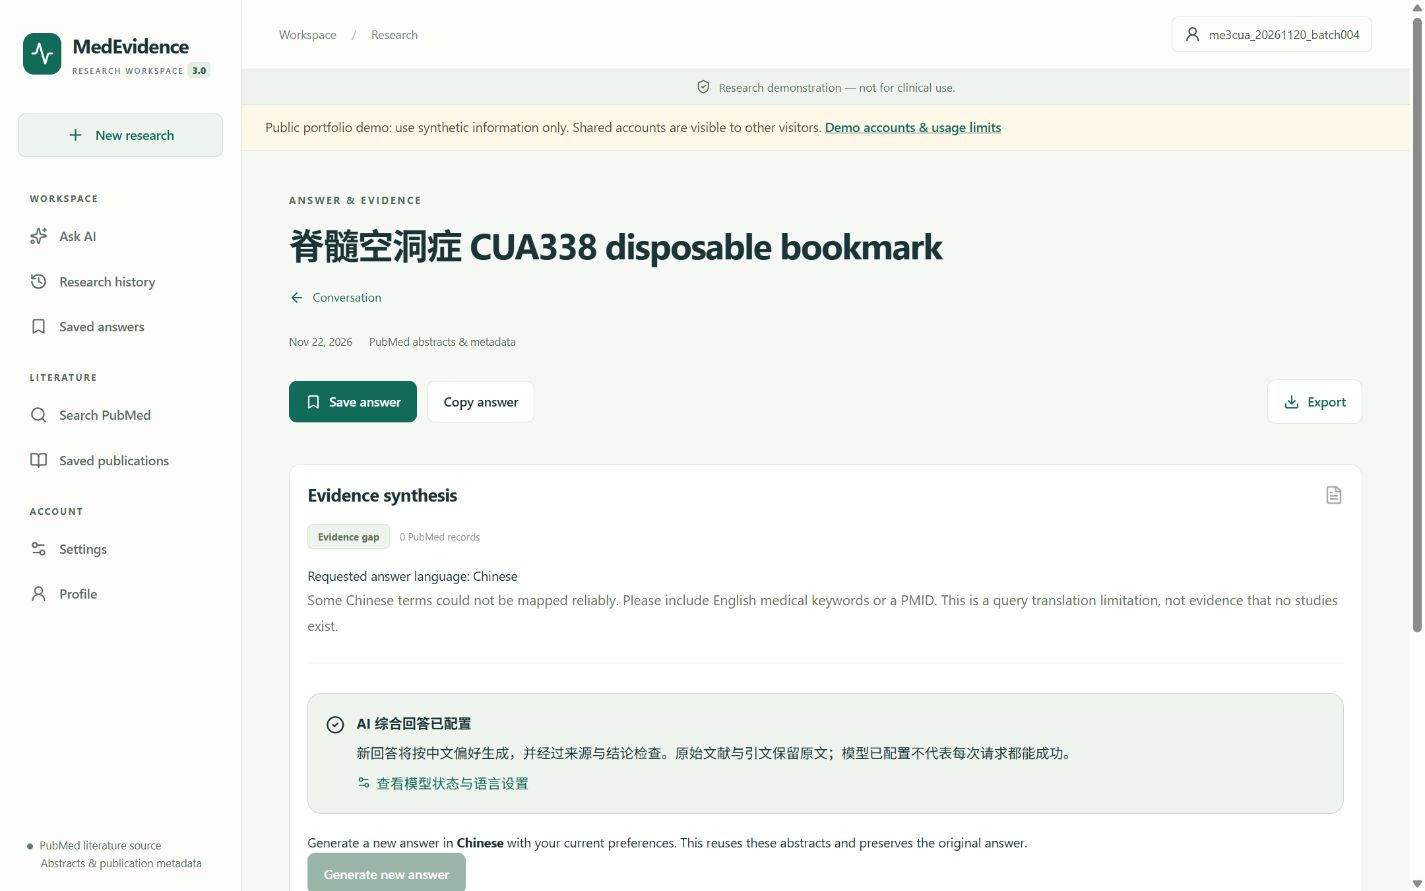 MedEvidence
RESEARCH WORKSPACE 3.0
New research
WORKSPACE
Ask AI
Research history
Saved answers
LITERATURE
Search PubMed
Saved publications
ACCOUNT
Settings
Profile
PubMed literature source
Abstracts & publication metadata
Workspace / Research
me3cua_20261120_batch004
Research demonstration — not for clinical use.
Public portfolio demo: use synthetic information only. Shared accounts are visible to other visitors. Demo accounts & usage limits
ANSWER & EVIDENCE
脊髓空洞症 CUA338 disposable bookmark
Conversation
Nov 22, 2026 PubMed abstracts & metadata
Save answer
Copy answer
Export
Evidence synthesis
Evidence gap 0 PubMed records
Requested answer language: Chinese
Some Chinese terms could not be mapped reliably. Please include English medical keywords or a PMID. This is a query translation limitation, not evidence that no studies
exist.
AI 综合回答已配置
新回答将按中文偏好生成，并经过来源与结论检查。原始文献与引文保留原文；模型已配置不代表每次请求都能成功。
查看模型状态与语言设置
Generate a new answer in Chinese with your current preferences. This reuses these abstracts and preserves the original answer.
Generate new answer